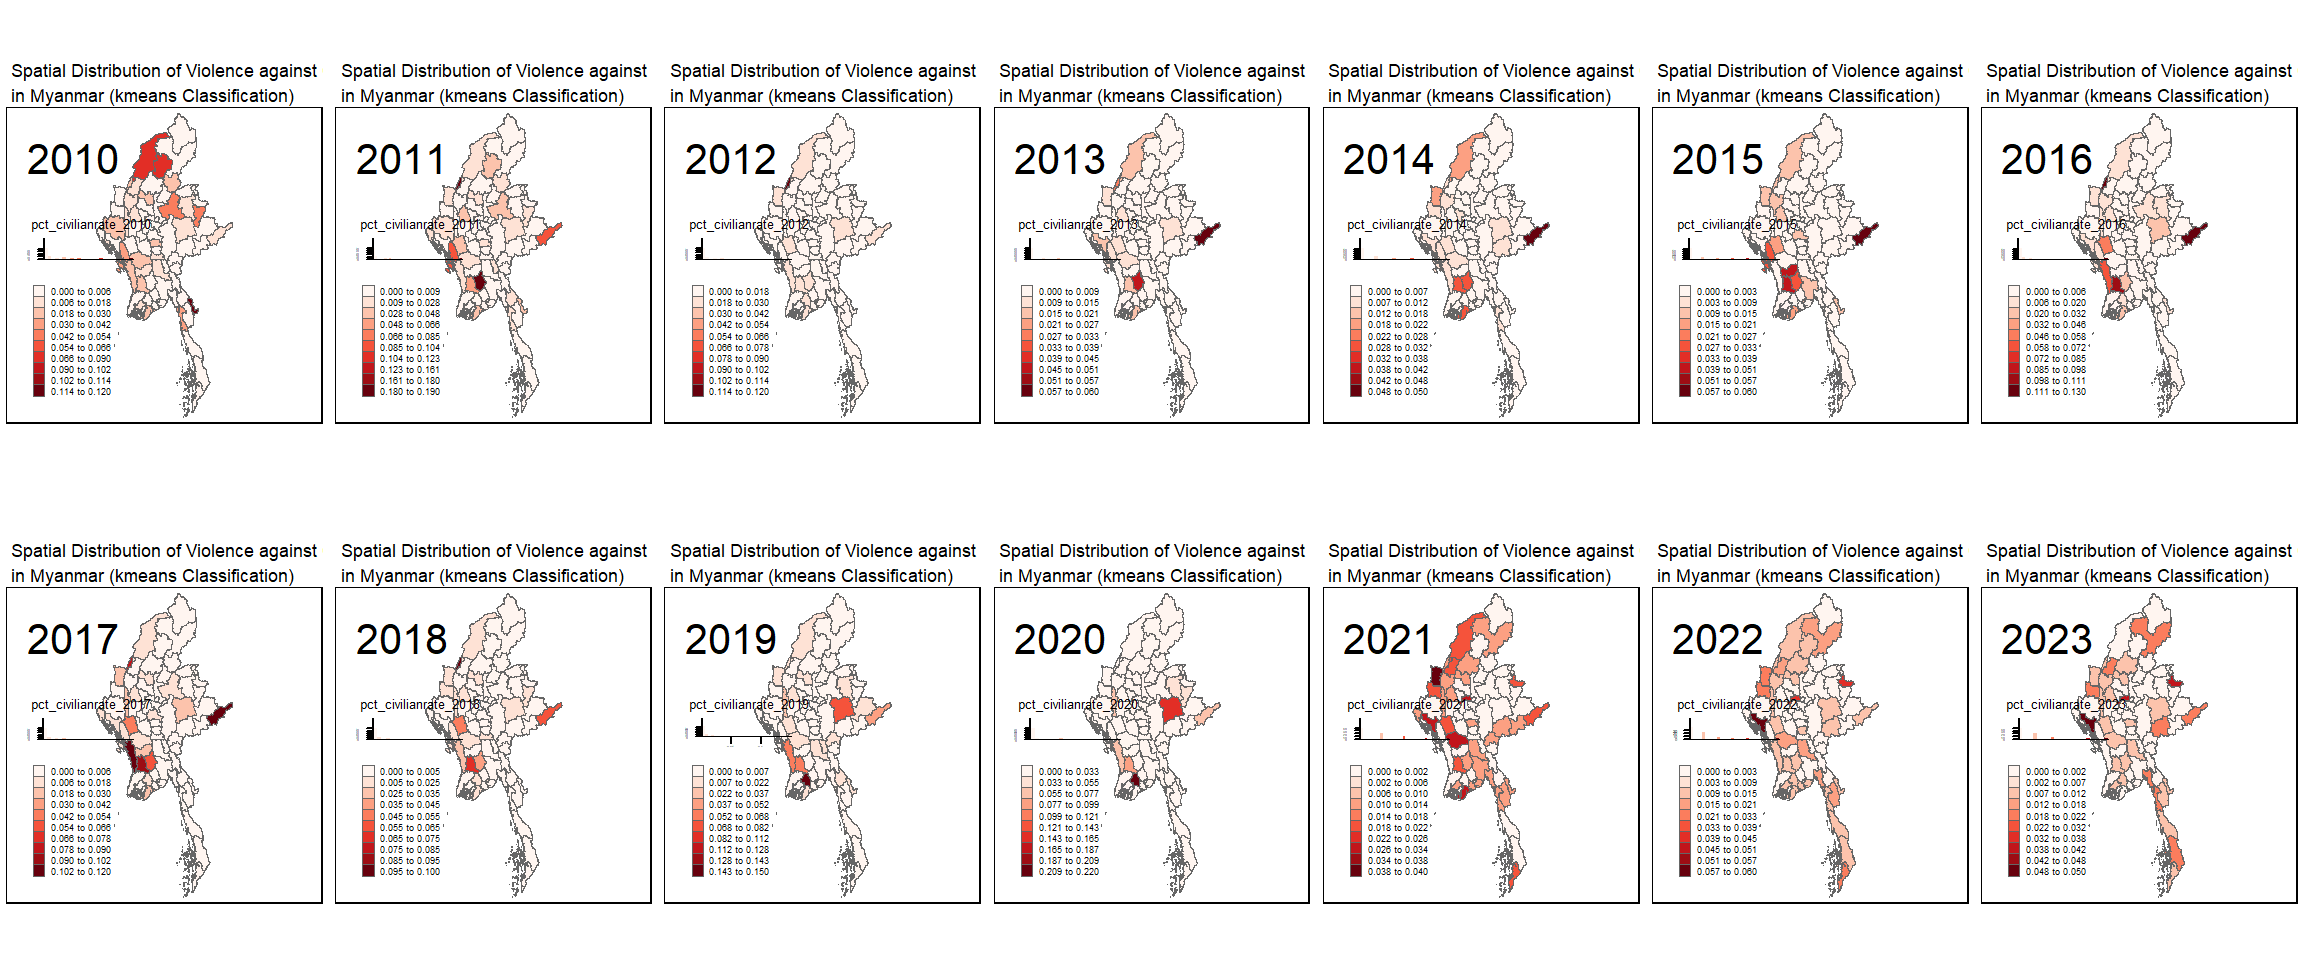 Spatial Distribution of Violence against
in Myanmar (kmeans Classification)
2010
pct_civilianrate_2010
0.000 to 0.006
0.006 to 0.018
0.018 to 0.030
0.030 to 0.042
0.042 to 0.054
0.054 to 0.066
0.066 to 0.090
0.090 to 0.102
0.102 to 0.114
0.114 to 0.120
Spatial Distribution of Violence against
in Myanmar (kmeans Classification)
2011
pct_civilianrate_2011
0.000 to 0.009
0.009 to 0.028
0.028 to 0.048
0.048 to 0.066
0.066 to 0.085
0.085 to 0.104
0.104 to 0.123
0.123 to 0.161
0.161 to 0.180
0.180 to 0.190
Spatial Distribution of Violence against
in Myanmar (kmeans Classification)
2012
pct_civilianrate_2012
0.000 to 0.018
0.018 to 0.030
0.030 to 0.042
0.042 to 0.054
0.054 to 0.066
0.066 to 0.078
0.078 to 0.090
0.090 to 0.102
0.102 to 0.114
0.114 to 0.120
Spatial Distribution of Violence against
in Myanmar (kmeans Classification)
2013
pct_civilianrate_2013
0.000 to 0.009
0.009 to 0.015
0.015 to 0.021
0.021 to 0.027
0.027 to 0.033
0.033 to 0.039
0.039 to 0.045
0.045 to 0.051
0.051 to 0.057
0.057 to 0.060
Spatial Distribution of Violence against
in Myanmar (kmeans Classification)
2014
pct_civilianrate_2014
0.000 to 0.007
0.007 to 0.012
0.012 to 0.018
0.018 to 0.022
0.022 to 0.028
0.028 to 0.032
0.032 to 0.038
0.038 to 0.042
0.042 to 0.048
0.048 to 0.050
Spatial Distribution of Violence against
in Myanmar (kmeans Classification)
2015
pct_civilianrate_2015
0.000 to 0.003
0.003 to 0.009
0.009 to 0.015
0.015 to 0.021
0.021 to 0.027
0.027 to 0.033
0.033 to 0.039
0.039 to 0.051
0.051 to 0.057
0.057 to 0.060
Spatial Distribution of Violence against
in Myanmar (kmeans Classification)
2016
pct_civilianrate_2016
0.000 to 0.006
0.006 to 0.020
0.020 to 0.032
0.032 to 0.046
0.046 to 0.058
0.058 to 0.072
0.072 to 0.085
0.085 to 0.098
0.098 to 0.111
0.111 to 0.130
Spatial Distribution of Violence against
in Myanmar (kmeans Classification)
2017
pct_civilianrate_2017
0.000 to 0.006
0.006 to 0.018
0.018 to 0.030
0.030 to 0.042
0.042 to 0.054
0.054 to 0.066
0.066 to 0.078
0.078 to 0.090
0.090 to 0.102
0.102 to 0.120
Spatial Distribution of Violence against
in Myanmar (kmeans Classification)
2018
pct_civilianrate_2018
0.000 to 0.005
0.005 to 0.025
0.025 to 0.035
0.035 to 0.045
0.045 to 0.055
0.055 to 0.065
0.065 to 0.075
0.075 to 0.085
0.085 to 0.095
0.095 to 0.100
Spatial Distribution of Violence against
in Myanmar (kmeans Classification)
2019
pct_civilianrate_2019
0.000 to 0.007
0.007 to 0.022
0.022 to 0.037
0.037 to 0.052
0.052 to 0.068
0.068 to 0.082
0.082 to 0.112
0.112 to 0.128
0.128 to 0.143
0.143 to 0.150
Spatial Distribution of Violence against
in Myanmar (kmeans Classification)
2020
pct_civilianrate_2020
0.000 to 0.033
0.033 to 0.055
0.055 to 0.077
0.077 to 0.099
0.099 to 0.121
0.121 to 0.143
0.143 to 0.165
0.165 to 0.187
0.187 to 0.209
0.209 to 0.220
Spatial Distribution of Violence against
in Myanmar (kmeans Classification)
2021
pct_civilianrate_2021
0.000 to 0.002
0.002 to 0.006
0.006 to 0.010
0.010 to 0.014
0.014 to 0.018
0.018 to 0.022
0.022 to 0.026
0.026 to 0.034
0.034 to 0.038
0.038 to 0.040
Spatial Distribution of Violence against
in Myanmar (kmeans Classification)
2022
pct_civilianrate_2022
0.000 to 0.003
0.003 to 0.009
0.009 to 0.015
0.015 to 0.021
0.021 to 0.033
0.033 to 0.039
0.039 to 0.045
0.045 to 0.051
0.051 to 0.057
0.057 to 0.060
Spatial Distribution of Violence against
in Myanmar (kmeans Classification)
2023
pct_civilianrate_2023
0.000 to 0.002
0.002 to 0.007
0.007 to 0.012
0.012 to 0.018
0.018 to 0.022
0.022 to 0.032
0.032 to 0.038
0.038 to 0.042
0.042 to 0.048
0.048 to 0.050